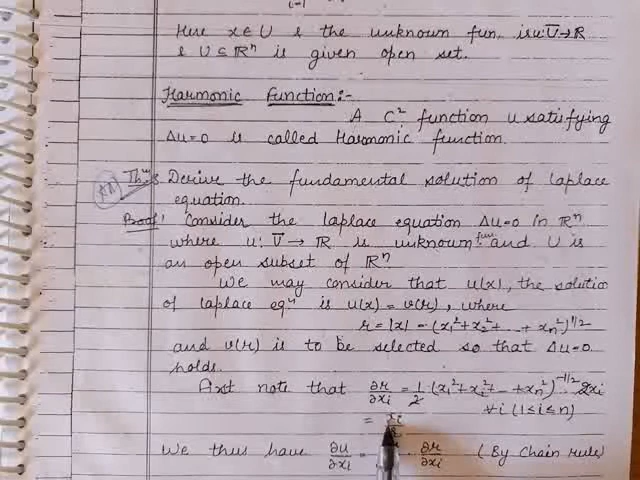 i-1
Here x∈U & the unknown fun. is u: U̅→R
& U⊆Rⁿ is given open set.
Harmonic Function:-
A C² function u satisfying
Δu=0 is called Harmonic function.
Thm: Derive the fundamental solution of laplace
equation.
Proof: Consider the laplace equation Δu=0 in Rⁿ
where u: U̅→R is unknown fun. and U is
an open subset of Rⁿ.
We may consider that u(x), the solution
of laplace eqⁿ is u(x) = v(r), where
r = |x| = (x₁²+x₂²+ ... + xₙ²)^1/2
and v(r) is to be selected so that Δu=0
holds.
First note that ∂r/∂xi = 1/2 (x₁²+x₂²+ .. +xₙ²)^-1/2 2xi
∀ i (1≤i≤n)
= xi
We thus have ∂u/∂xi = . ∂r/∂xi (By Chain rule)